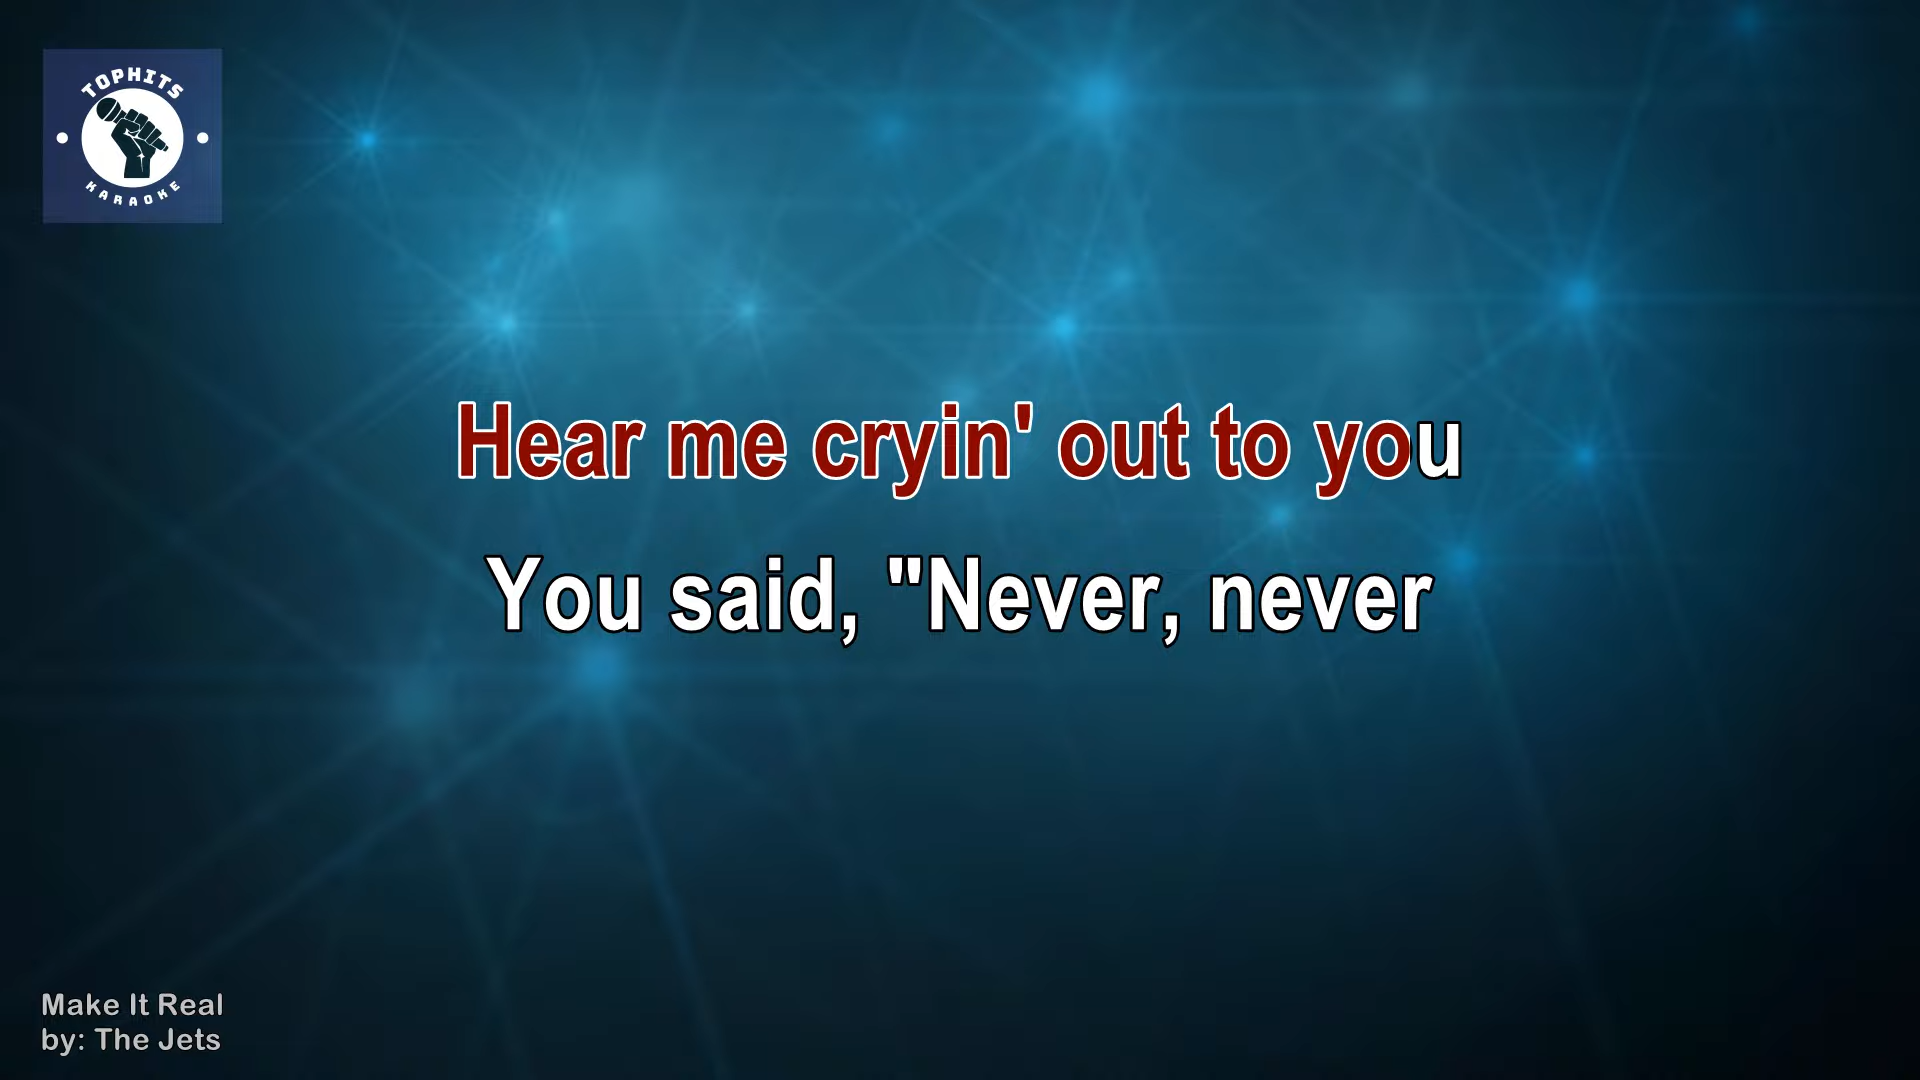 TOPHITS
KARAOKE
Hear me cryin' out to you
You said, "Never, never
Make It Real
by: The Jets